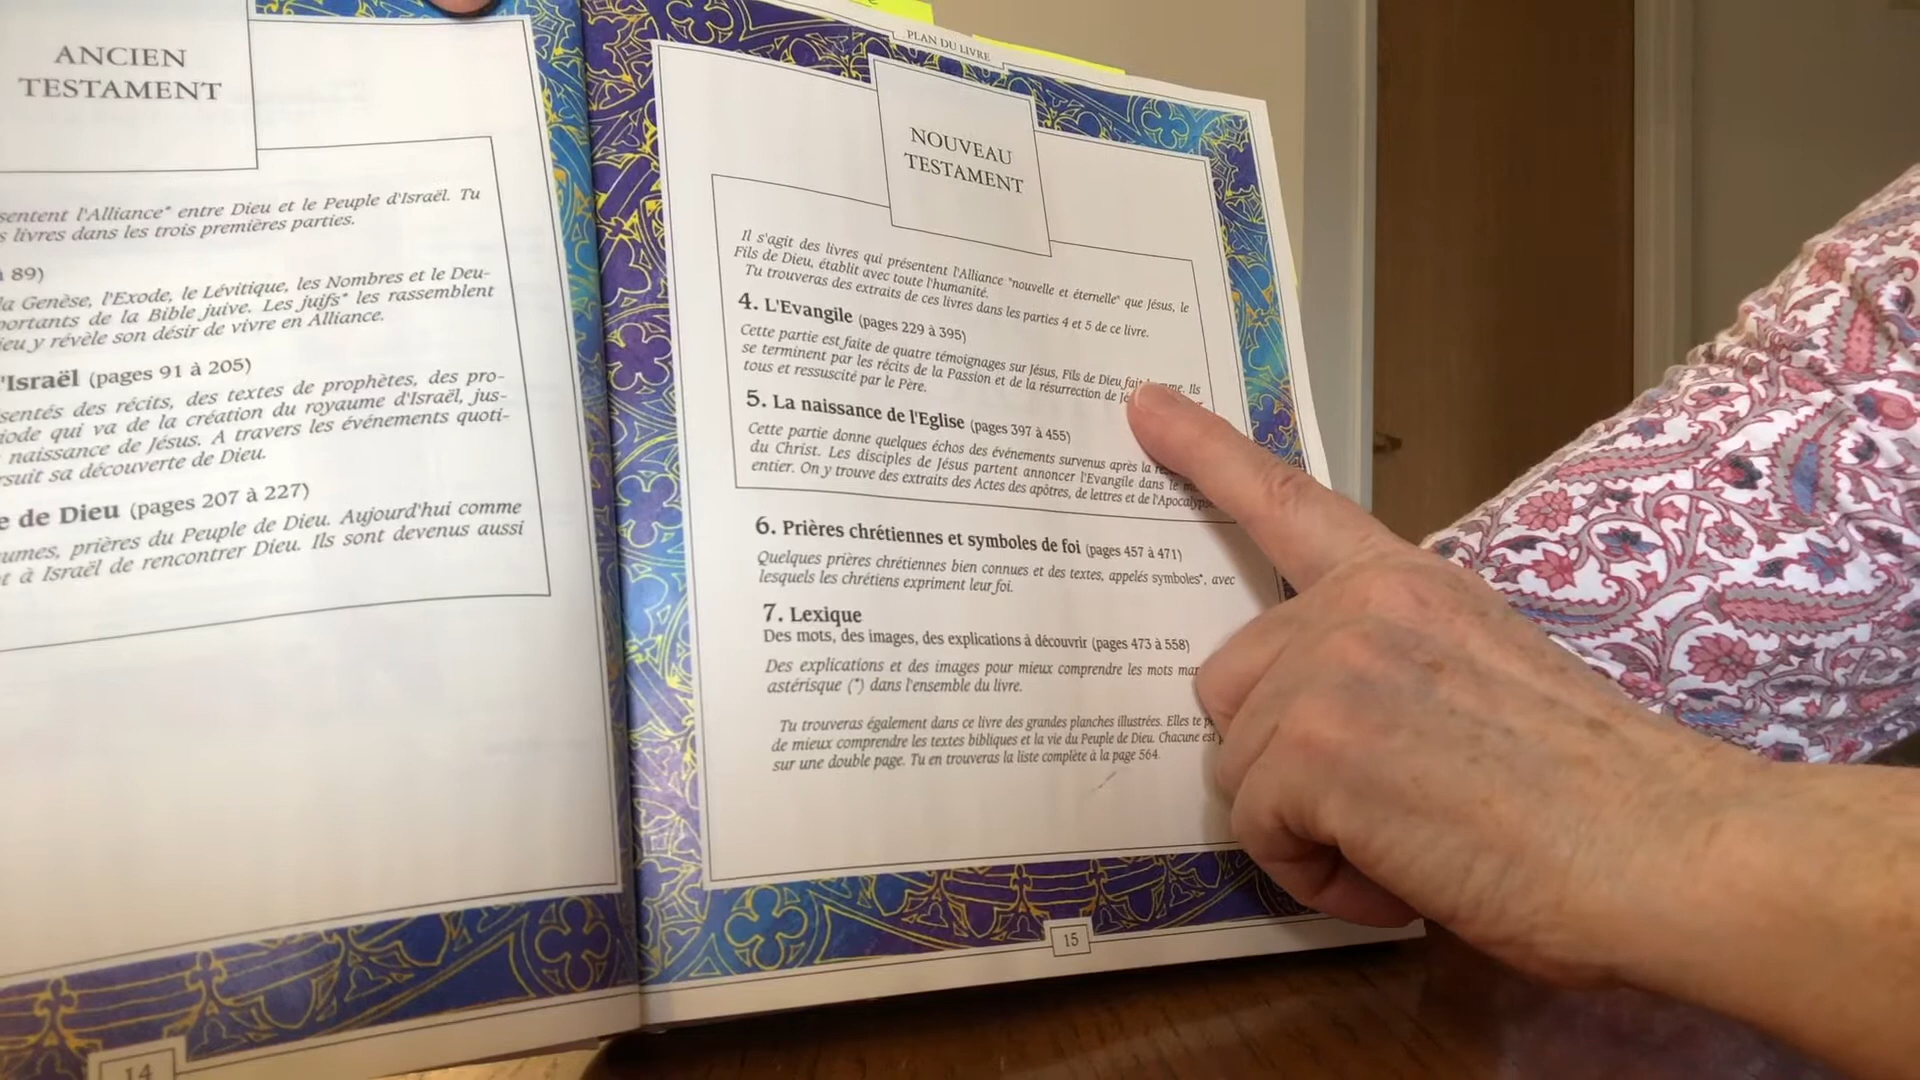 ANCIEN
TESTAMENT
sentent l'Alliance* entre Dieu et le Peuple d'Israël. Tu
s livres dans les trois premières parties.
à 89)
la Genèse, l'Exode, le Lévitique, les Nombres et le Deu-
portants de la Bible juive. Les juifs* les rassemblent
ieu y révèle son désir de vivre en Alliance.
'Israël (pages 91 à 205)
sentés des récits, des textes de prophètes, des pro-
iode qui va de la création du royaume d'Israël, jus-
naissance de Jésus. A travers les événements quoti-
rsuit sa découverte de Dieu.
e de Dieu (pages 207 à 227)
umes, prières du Peuple de Dieu. Aujourd'hui comme
t à Israël de rencontrer Dieu. Ils sont devenus aussi
14
PLAN DU LIVRE
NOUVEAU
TESTAMENT
Il s'agit des livres qui présentent l'Alliance "nouvelle et éternelle" que Jésus, le
Fils de Dieu, établit avec toute l'humanité.
Tu trouveras des extraits de ces livres dans les parties 4 et 5 de ce livre.
4. L'Evangile (pages 229 à 395)
Cette partie est faite de quatre témoignages sur Jésus, Fils de Dieu fait Ils
se terminent par les récits de la Passion et de la résurrection de
tous et ressuscité par le Père.
5. La naissance de l'Eglise (pages 397 à 455)
Cette partie donne quelques échos des événements survenus après la
du Christ. Les disciples de Jésus partent annoncer l'Evangile dans le
entier. On y trouve des extraits des Actes des apôtres, de lettres et de l'Apocalypse
6. Prières chrétiennes et symboles de foi (pages 457 à 471)
Quelques prières chrétiennes bien connues et des textes, appelés symboles*, avec
lesquels les chrétiens expriment leur foi.
7. Lexique
Des mots, des images, des explications à découvrir (pages 473 à 558)
Des explications et des images pour mieux comprendre les mots mar
astérisque (*) dans l'ensemble du livre.
Tu trouveras également dans ce livre des grandes planches illustrées. Elles te p
de mieux comprendre les textes bibliques et la vie du Peuple de Dieu. Chacune est
sur une double page. Tu en trouveras la liste complète à la page 564.
15